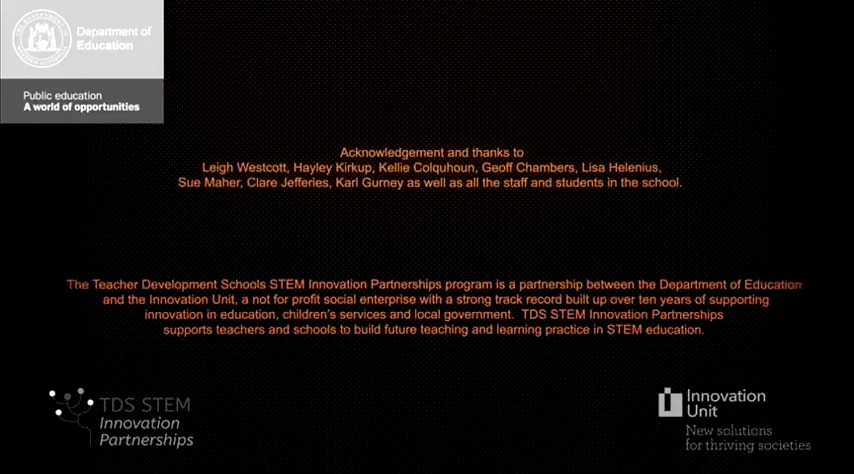 Department of
Education
Public education
A world of opportunities
Acknowledgement and thanks to
Leigh Westcott, Hayley Kirkup, Kellie Colquhoun, Geoff Chambers, Lisa Helenius,
Sue Maher, Clare Jefferies, Karl Gurney as well as all the staff and students in the school.
The Teacher Development Schools STEM Innovation Partnerships program is a partnership between the Department of Education
and the Innovation Unit, a not for profit social enterprise with a strong track record built up over ten years of supporting
innovation in education, children's services and local government. TDS STEM Innovation Partnerships
supports teachers and schools to build future teaching and learning practice in STEM education.
TDS STEM
Innovation
Partnerships
Innovation
Unit
New solutions
for thriving societies